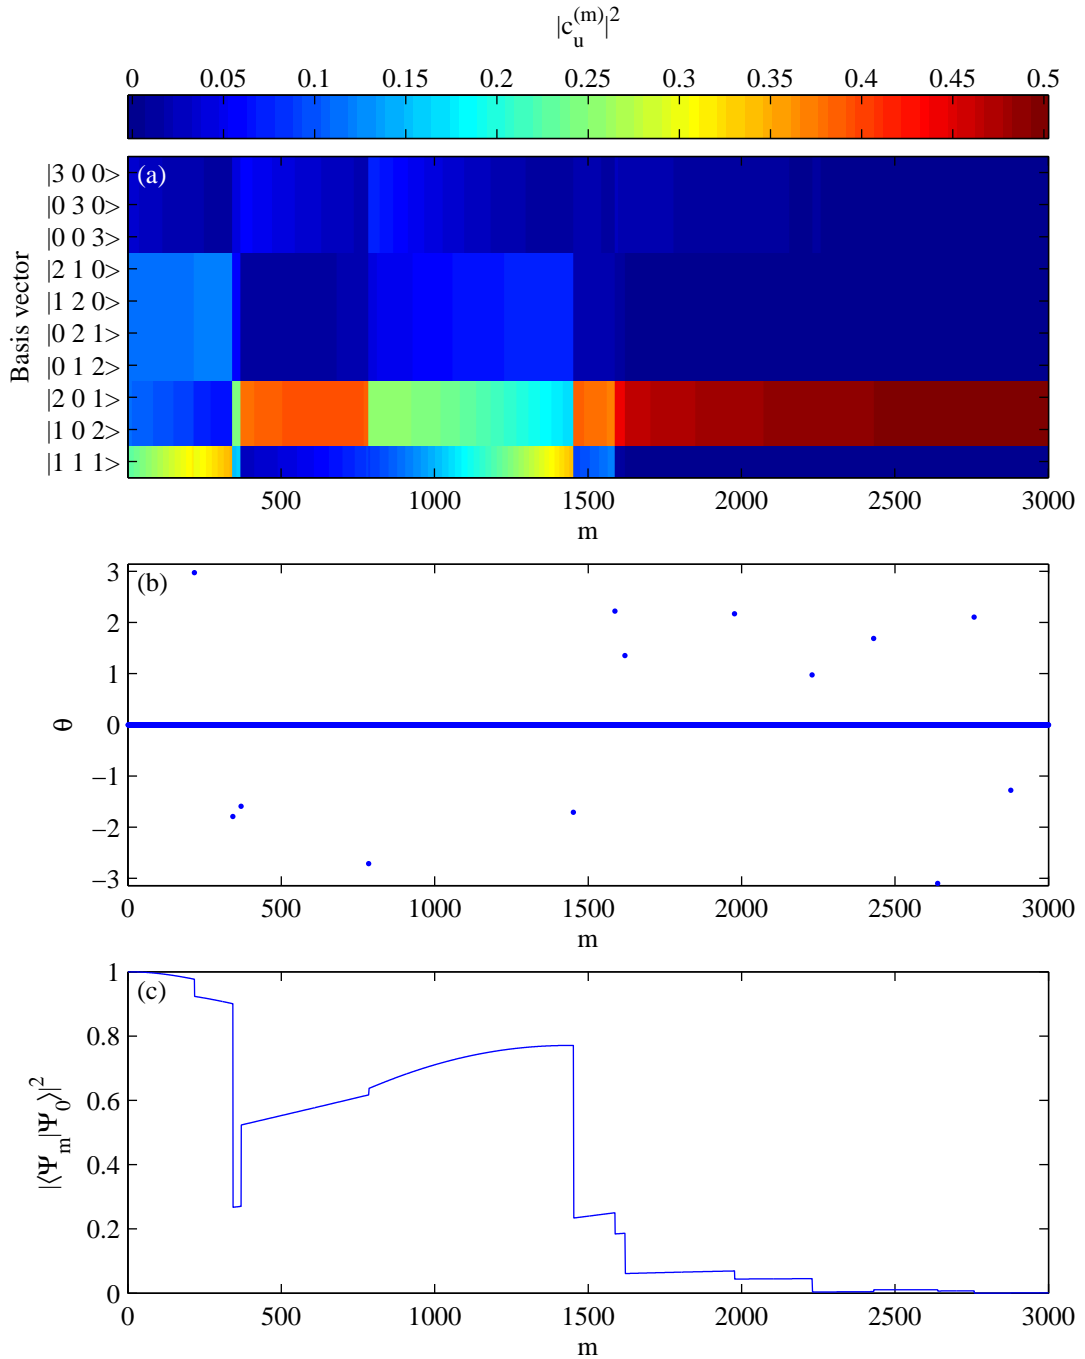 |c_u^(m)|^2
0 0.05 0.1 0.15 0.2 0.25 0.3 0.35 0.4 0.45 0.5
(a)
Basis vector
|3 0 0>
|0 3 0>
|0 0 3>
|2 1 0>
|1 2 0>
|0 2 1>
|0 1 2>
|2 0 1>
|1 0 2>
|1 1 1>
500 1000 1500 2000 2500 3000
m
(b)
θ
3
2
1
0
−1
−2
−3
0 500 1000 1500 2000 2500 3000
m
(c)
|⟨Ψ_m|Ψ_0⟩|^2
1
0.8
0.6
0.4
0.2
0
0 500 1000 1500 2000 2500 3000
m